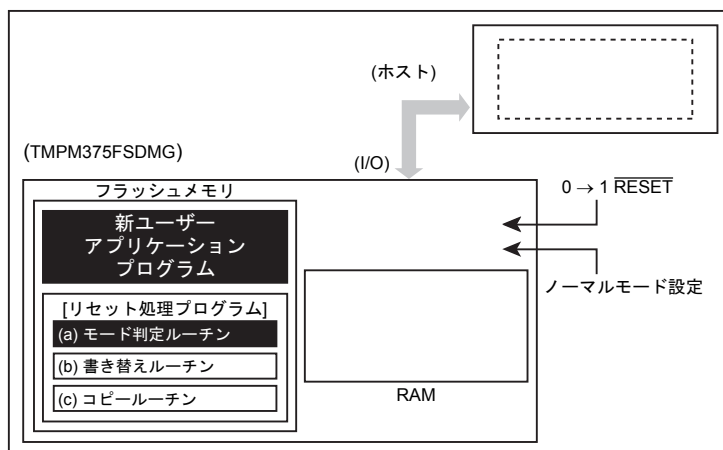 (ホスト)
(TMPM375FSDMG)
(I/O)
フラッシュメモリ
0 → 1 RESET
新ユーザー
アプリケーション
プログラム
ノーマルモード設定
[リセット処理プログラム]
(a) モード判定ルーチン
(b) 書き替えルーチン
(c) コピールーチン
RAM